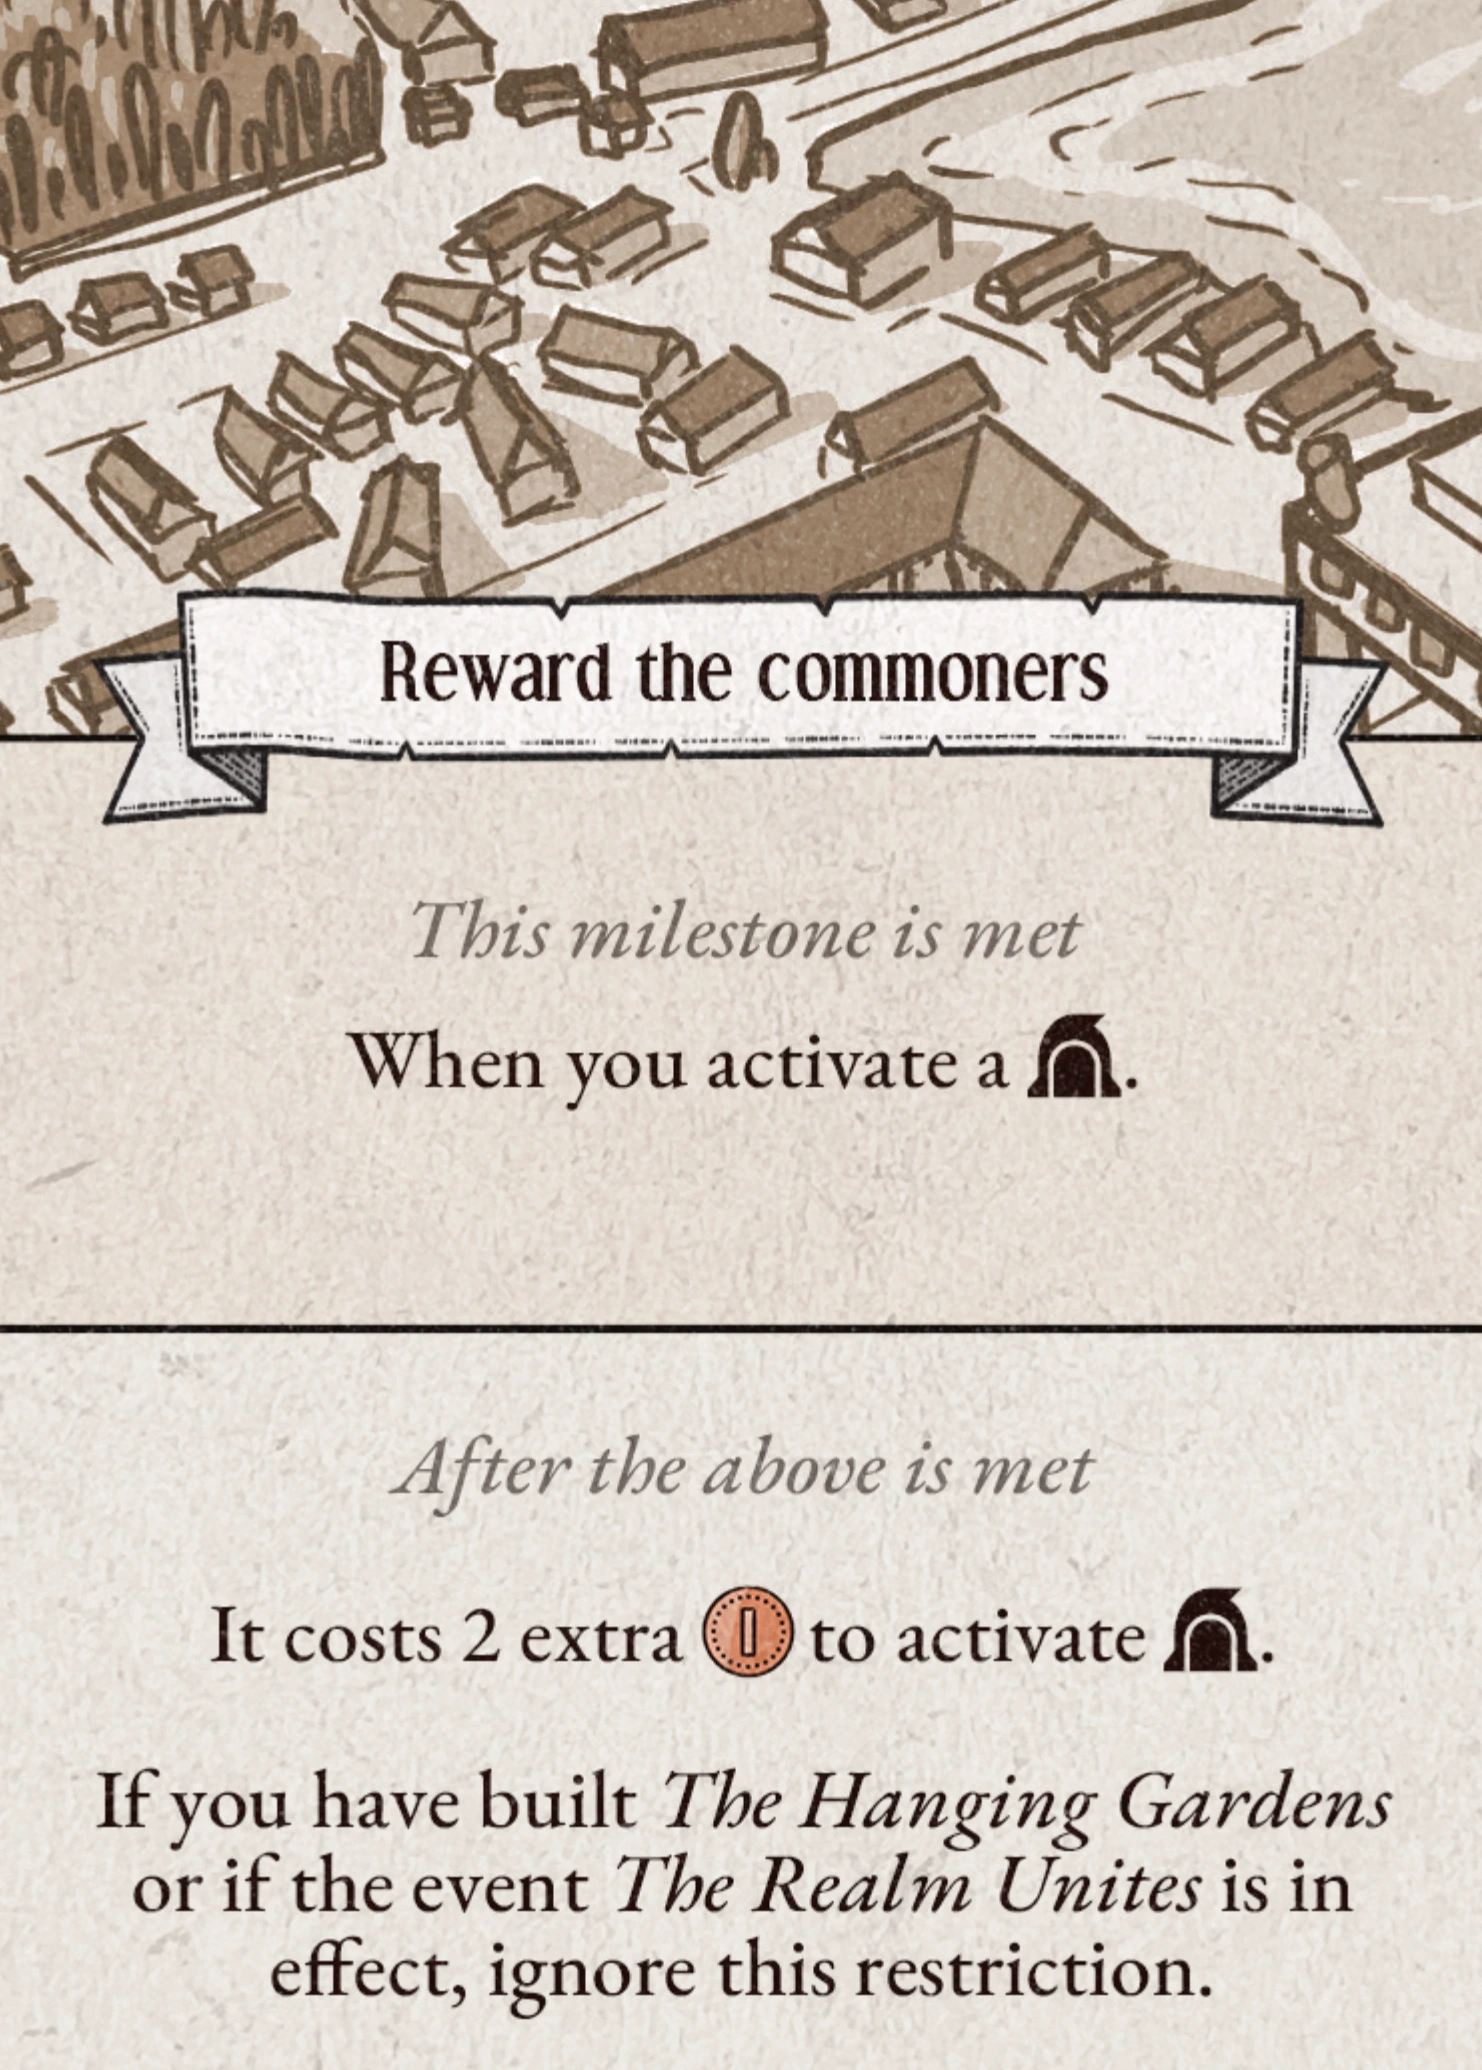 Reward the commoners
This milestone is met
When you activate a .
After the above is met
It costs 2 extra to activate .
If you have built The Hanging Gardens
or if the event The Realm Unites is in
effect, ignore this restriction.